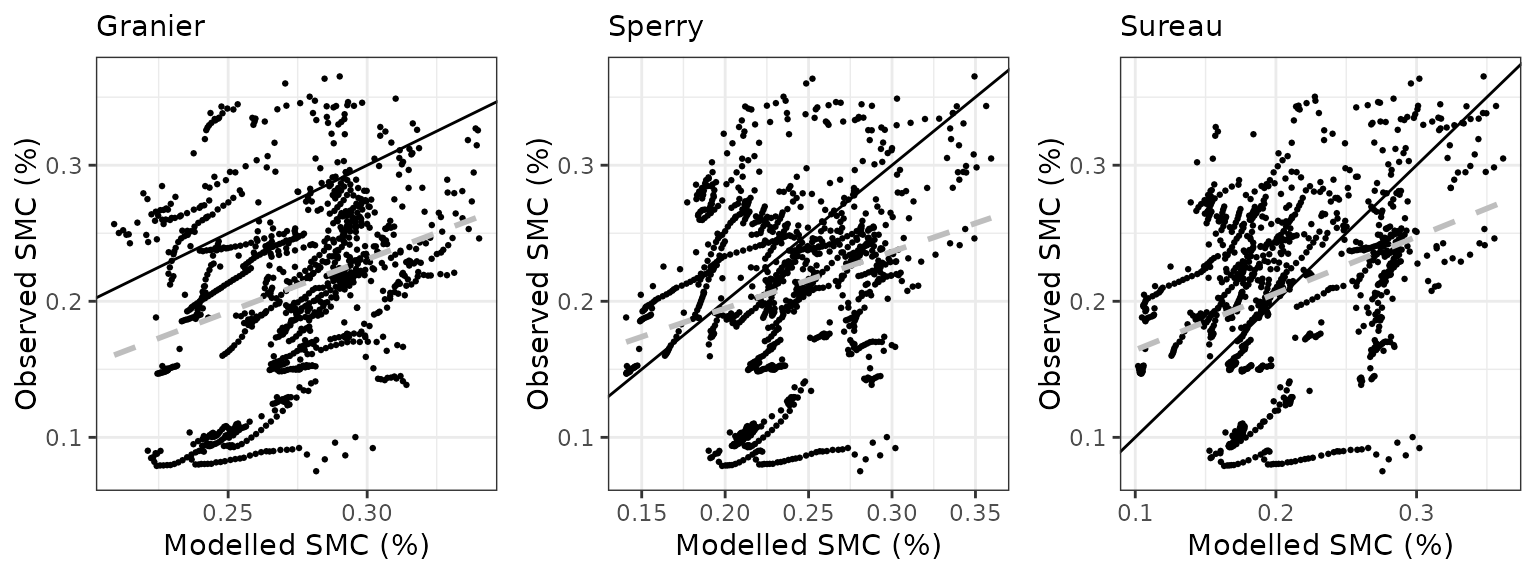 Granier
Sperry
Sureau
Observed SMC (%)
0.3
0.2
0.1
0.25
0.30
Modelled SMC (%)
Observed SMC (%)
0.3
0.2
0.1
0.15
0.20
0.25
0.30
0.35
Modelled SMC (%)
Observed SMC (%)
0.3
0.2
0.1
0.1
0.2
0.3
Modelled SMC (%)